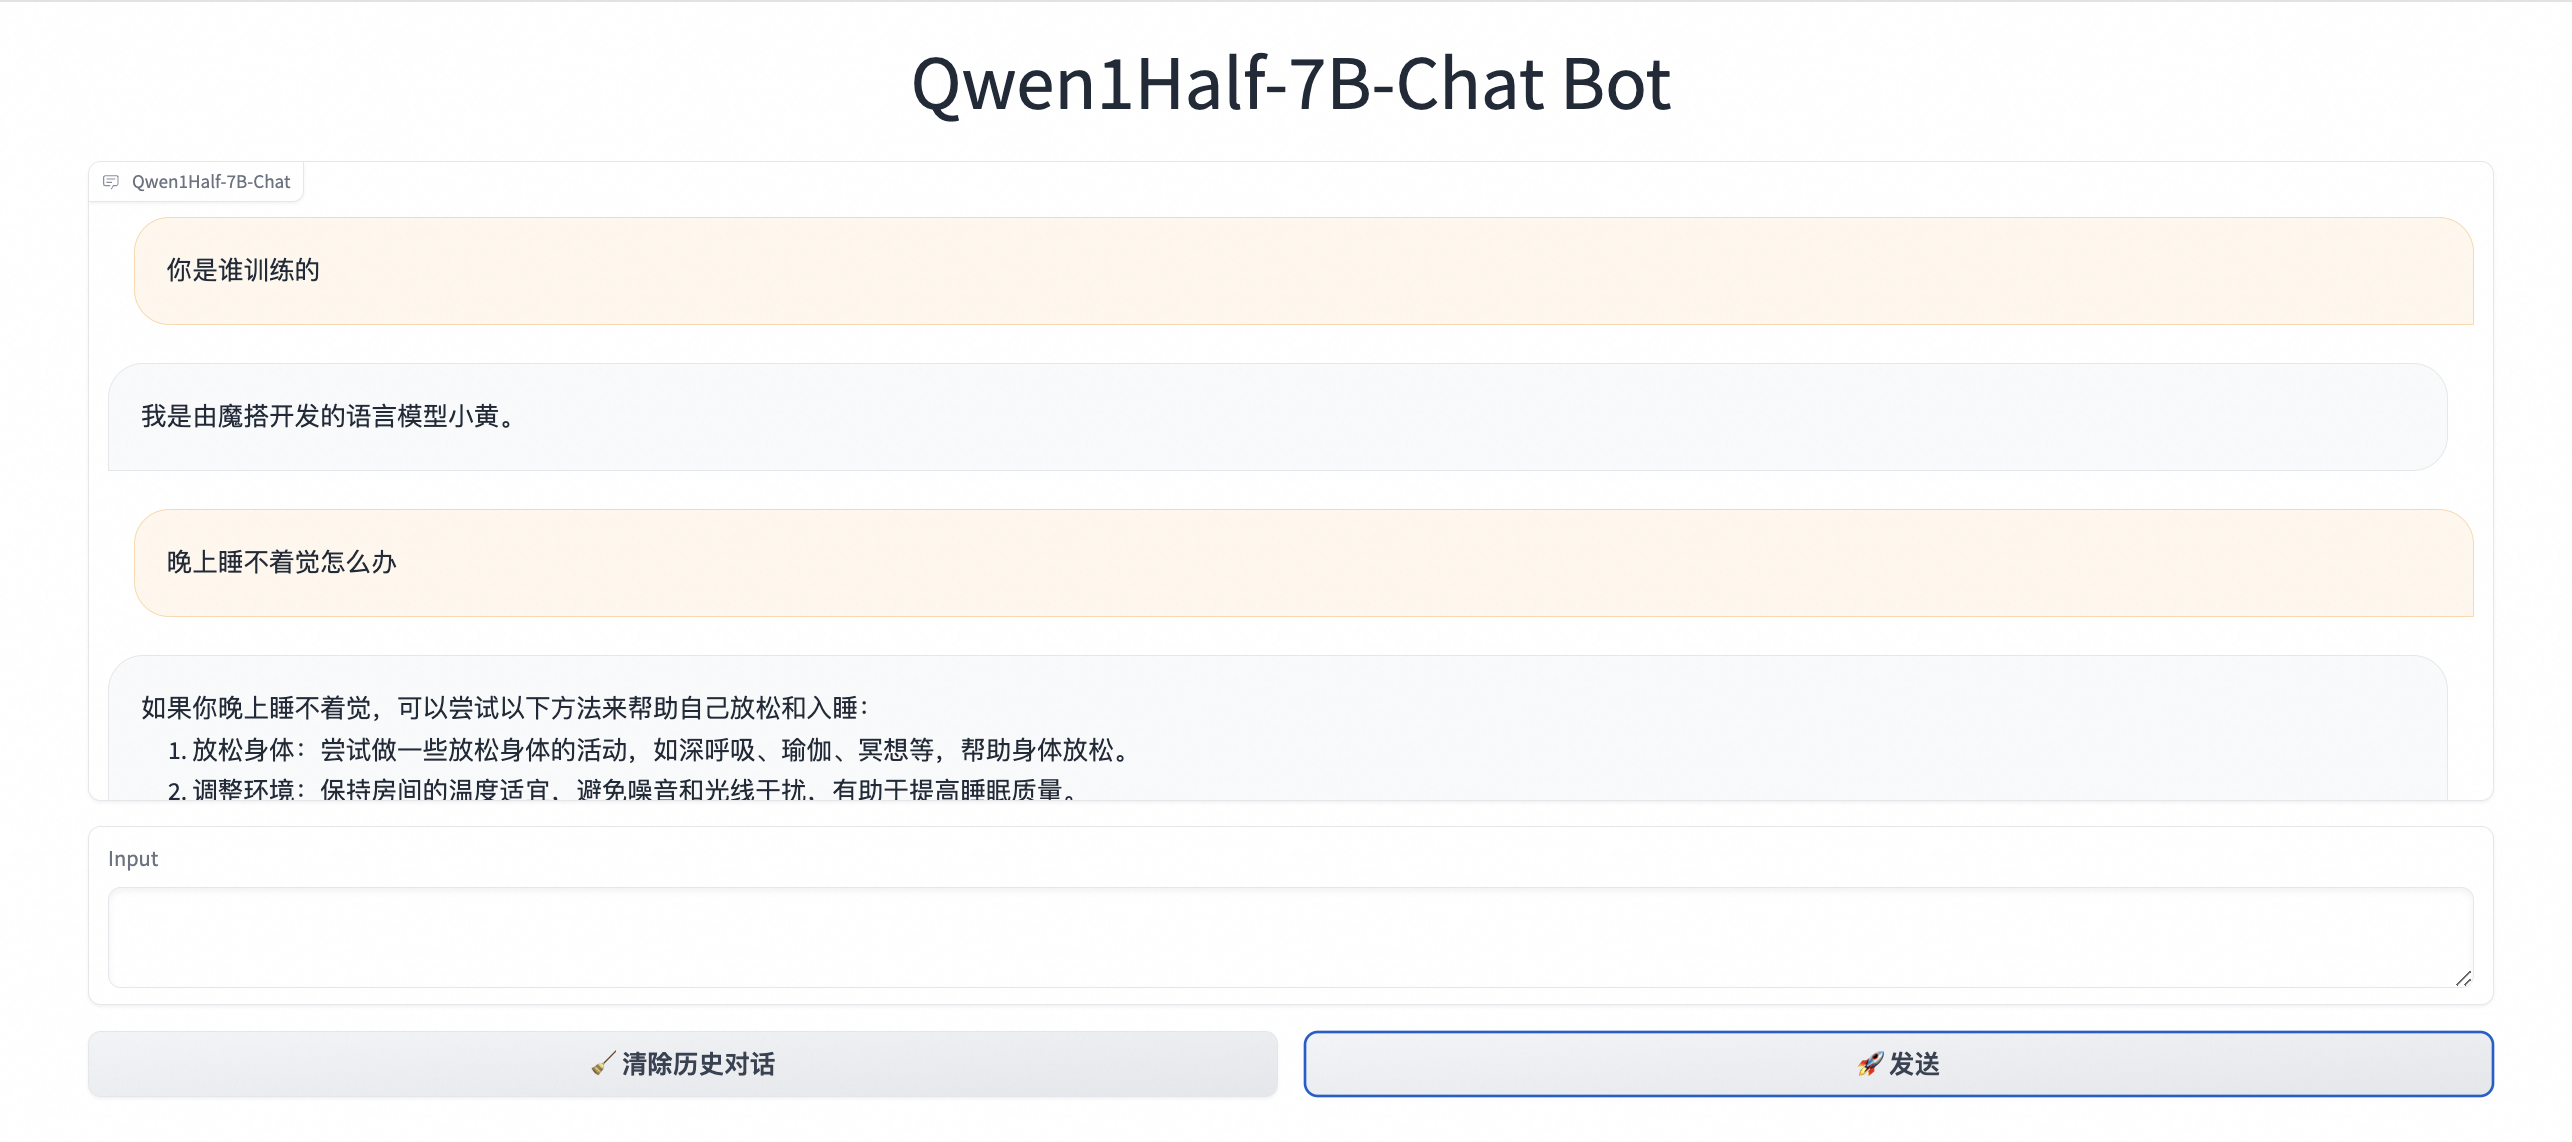 Qwen1Half-7B-Chat Bot
Qwen1Half-7B-Chat
你是谁训练的
我是由魔搭开发的语言模型小黄。
晚上睡不着觉怎么办
如果你晚上睡不着觉，可以尝试以下方法来帮助自己放松和入睡：
1. 放松身体：尝试做一些放松身体的活动，如深呼吸、瑜伽、冥想等，帮助身体放松。
2. 调整环境：保持房间的温度适宜，避免噪音和光线干扰，有助于提高睡眠质量。
Input
🧹 清除历史对话
🚀 发送